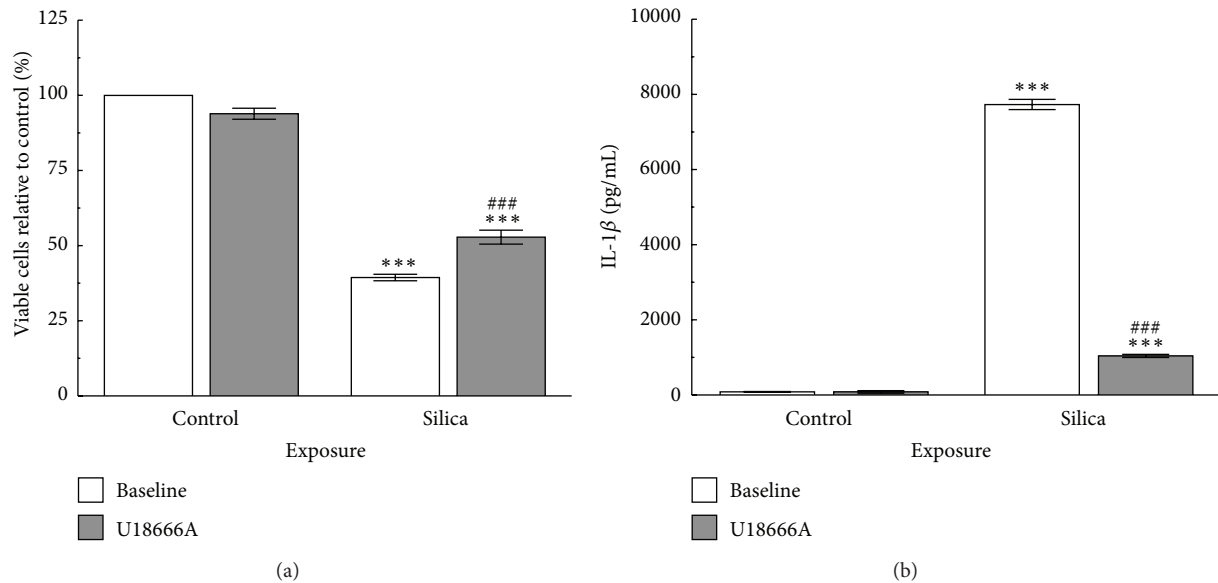 125
100
75
50
25
0
Viable cells relative to control (%)
***
###
***
Control
Silica
Exposure
Baseline
U18666A
(a)
10000
8000
6000
4000
2000
0
IL-1β (pg/mL)
***
###
***
Control
Silica
Exposure
Baseline
U18666A
(b)